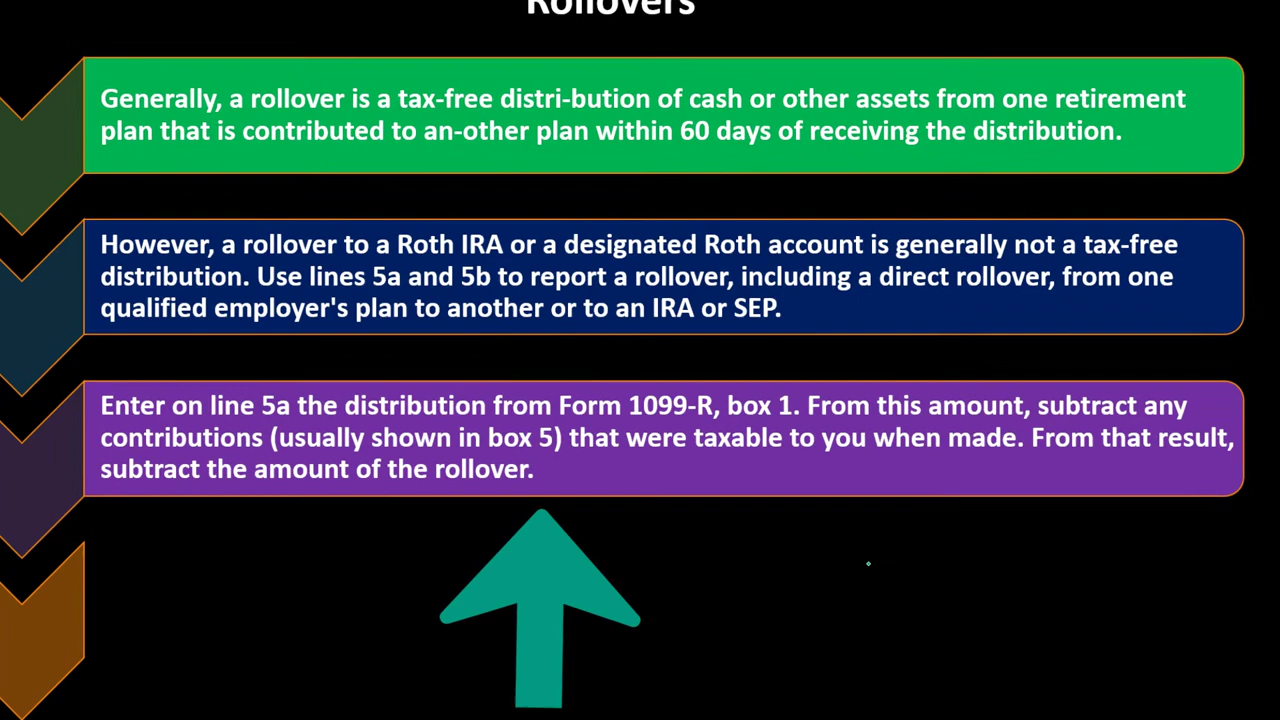 Rollovers
Generally, a rollover is a tax-free distri-bution of cash or other assets from one retirement
plan that is contributed to an-other plan within 60 days of receiving the distribution.
However, a rollover to a Roth IRA or a designated Roth account is generally not a tax-free
distribution. Use lines 5a and 5b to report a rollover, including a direct rollover, from one
qualified employer's plan to another or to an IRA or SEP.
Enter on line 5a the distribution from Form 1099-R, box 1. From this amount, subtract any
contributions (usually shown in box 5) that were taxable to you when made. From that result,
subtract the amount of the rollover.